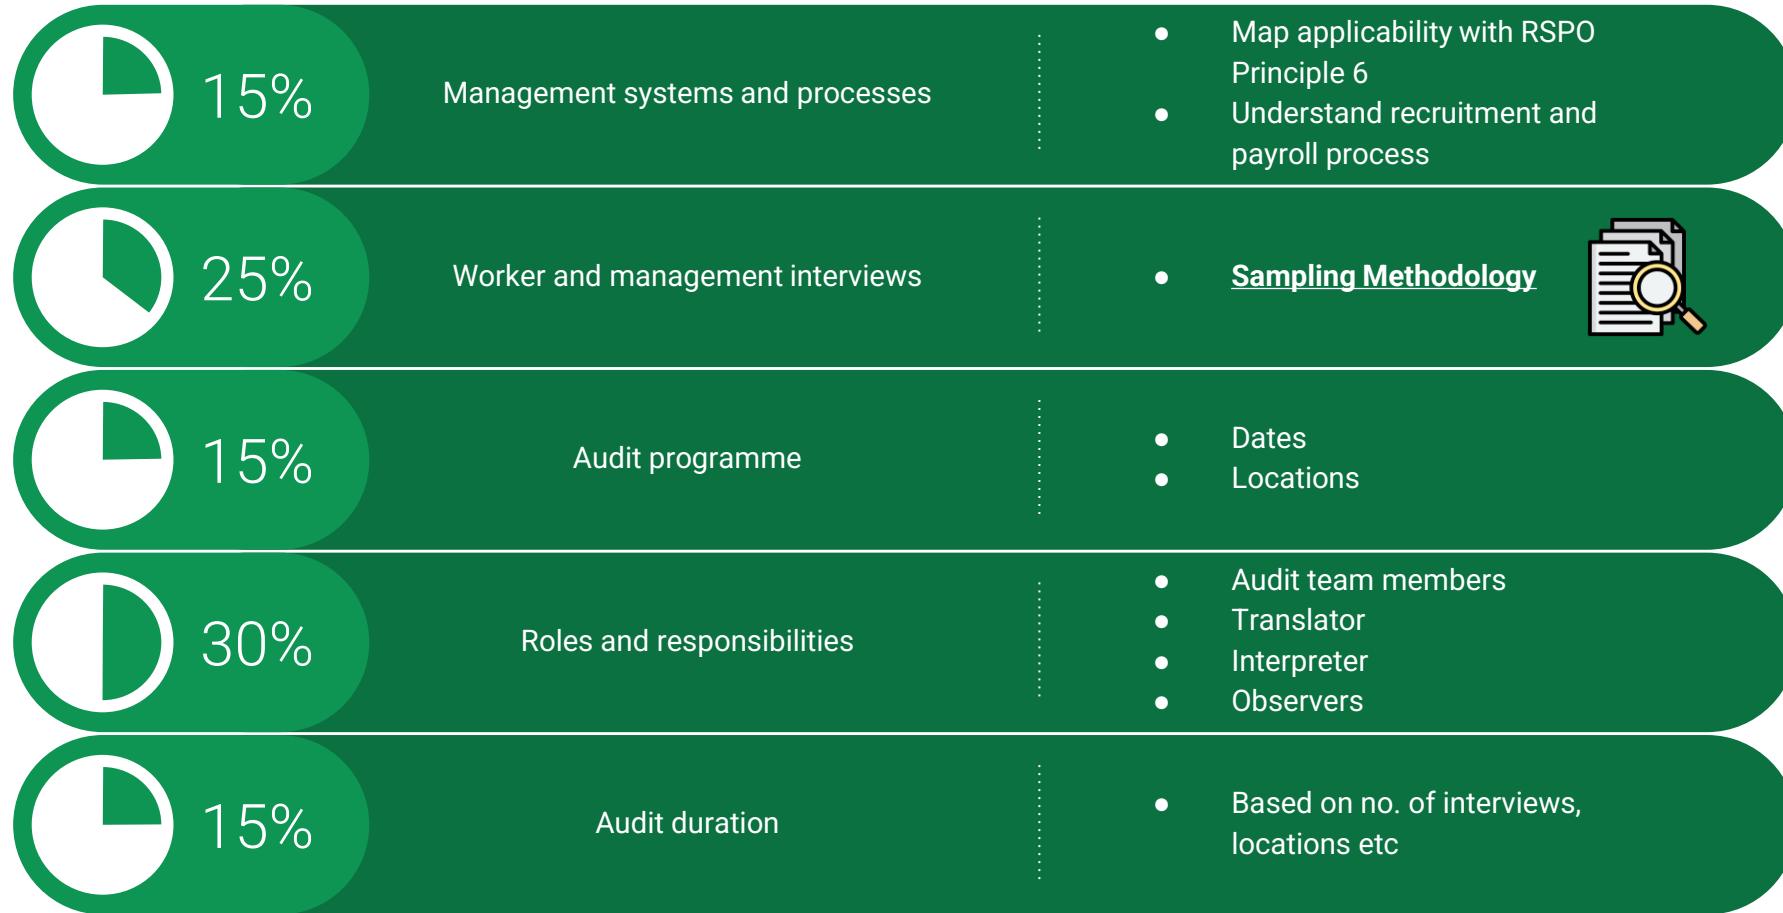 15%
Management systems and processes
● Map applicability with RSPO
Principle 6
● Understand recruitment and
payroll process
25%
Worker and management interviews
● Sampling Methodology
15%
Audit programme
● Dates
● Locations
30%
Roles and responsibilities
● Audit team members
● Translator
● Interpreter
● Observers
15%
Audit duration
● Based on no. of interviews,
locations etc